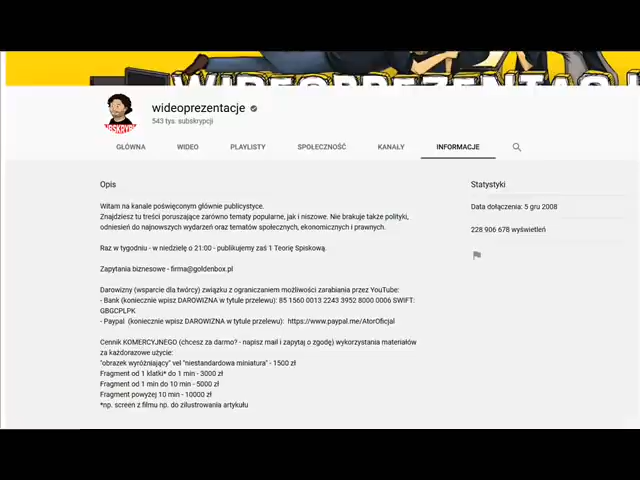 WIDEOPREZENTACJ
wideoprezentacje
543 tys. subskrypcji
GŁÓWNA WIDEO PLAYLISTY SPOŁECZNOŚĆ KANAŁY INFORMACJE
Opis
Witam na kanale poświęconym głównie publicystyce.
Znajdziesz tu treści poruszające zarówno tematy popularne, jak i niszowe. Nie brakuje także polityki,
odniesień do najnowszych wydarzeń oraz tematów społecznych, ekonomicznych i prawnych.
Raz w tygodniu - w niedzielę o 21:00 - publikujemy zaś 1 Teorię Spiskową.
Zapytania biznesowe - firma@goldenbox.pl
Darowizny (wsparcie dla twórcy) związku z ograniczaniem możliwości zarabiania przez YouTube:
- Bank (koniecznie wpisz DAROWIZNA w tytule przelewu): 85 1560 0013 2243 3952 8000 0006 SWIFT:
GBGCPLPK
- Paypal (koniecznie wpisz DAROWIZNA w tytule przelewu): https://www.paypal.me/AtorOficjal
Cennik KOMERCYJNEGO (chcesz za darmo? - napisz mail i zapytaj o zgodę) wykorzystania materiałów
za każdorazowe użycie:
"obrazek wyróżniający" vel "niestandardowa miniatura" - 1500 zł
Fragment od 1 klatki* do 1 min - 3000 zł
Fragment od 1 min do 10 min - 5000 zł
Fragment powyżej 10 min - 10000 zł
*np. screen z filmu np. do zilustrowania artykułu
Statystyki
Data dołączenia: 5 gru 2008
228 906 678 wyświetleń